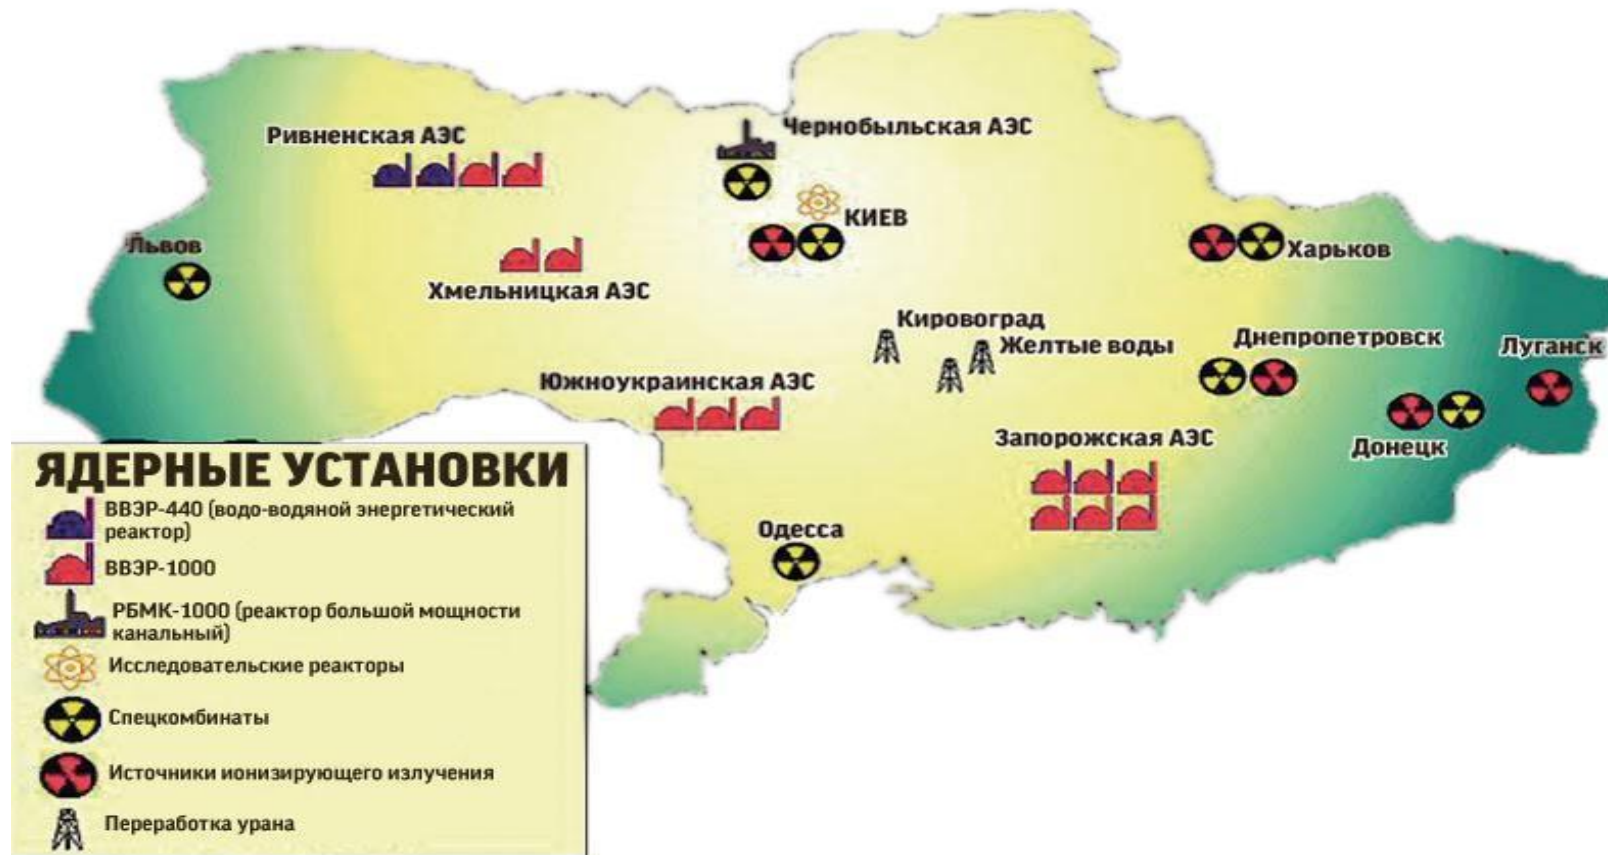 Ривненская АЭС
Чернобыльская АЭС
КИЕВ
Львов
Харьков
Хмельницкая АЭС
Кировоград
Желтые воды
Днепропетровск
Луганск
Южноукраинская АЭС
Запорожская АЭС
Донецк
Одесса
ЯДЕРНЫЕ УСТАНОВКИ
ВВЭР-440 (водо-водяной энергетический
реактор)
ВВЭР-1000
РБМК-1000 (реактор большой мощности
канальный)
Исследовательские реакторы
Спецкомбинаты
Источники ионизирующего излучения
Переработка урана